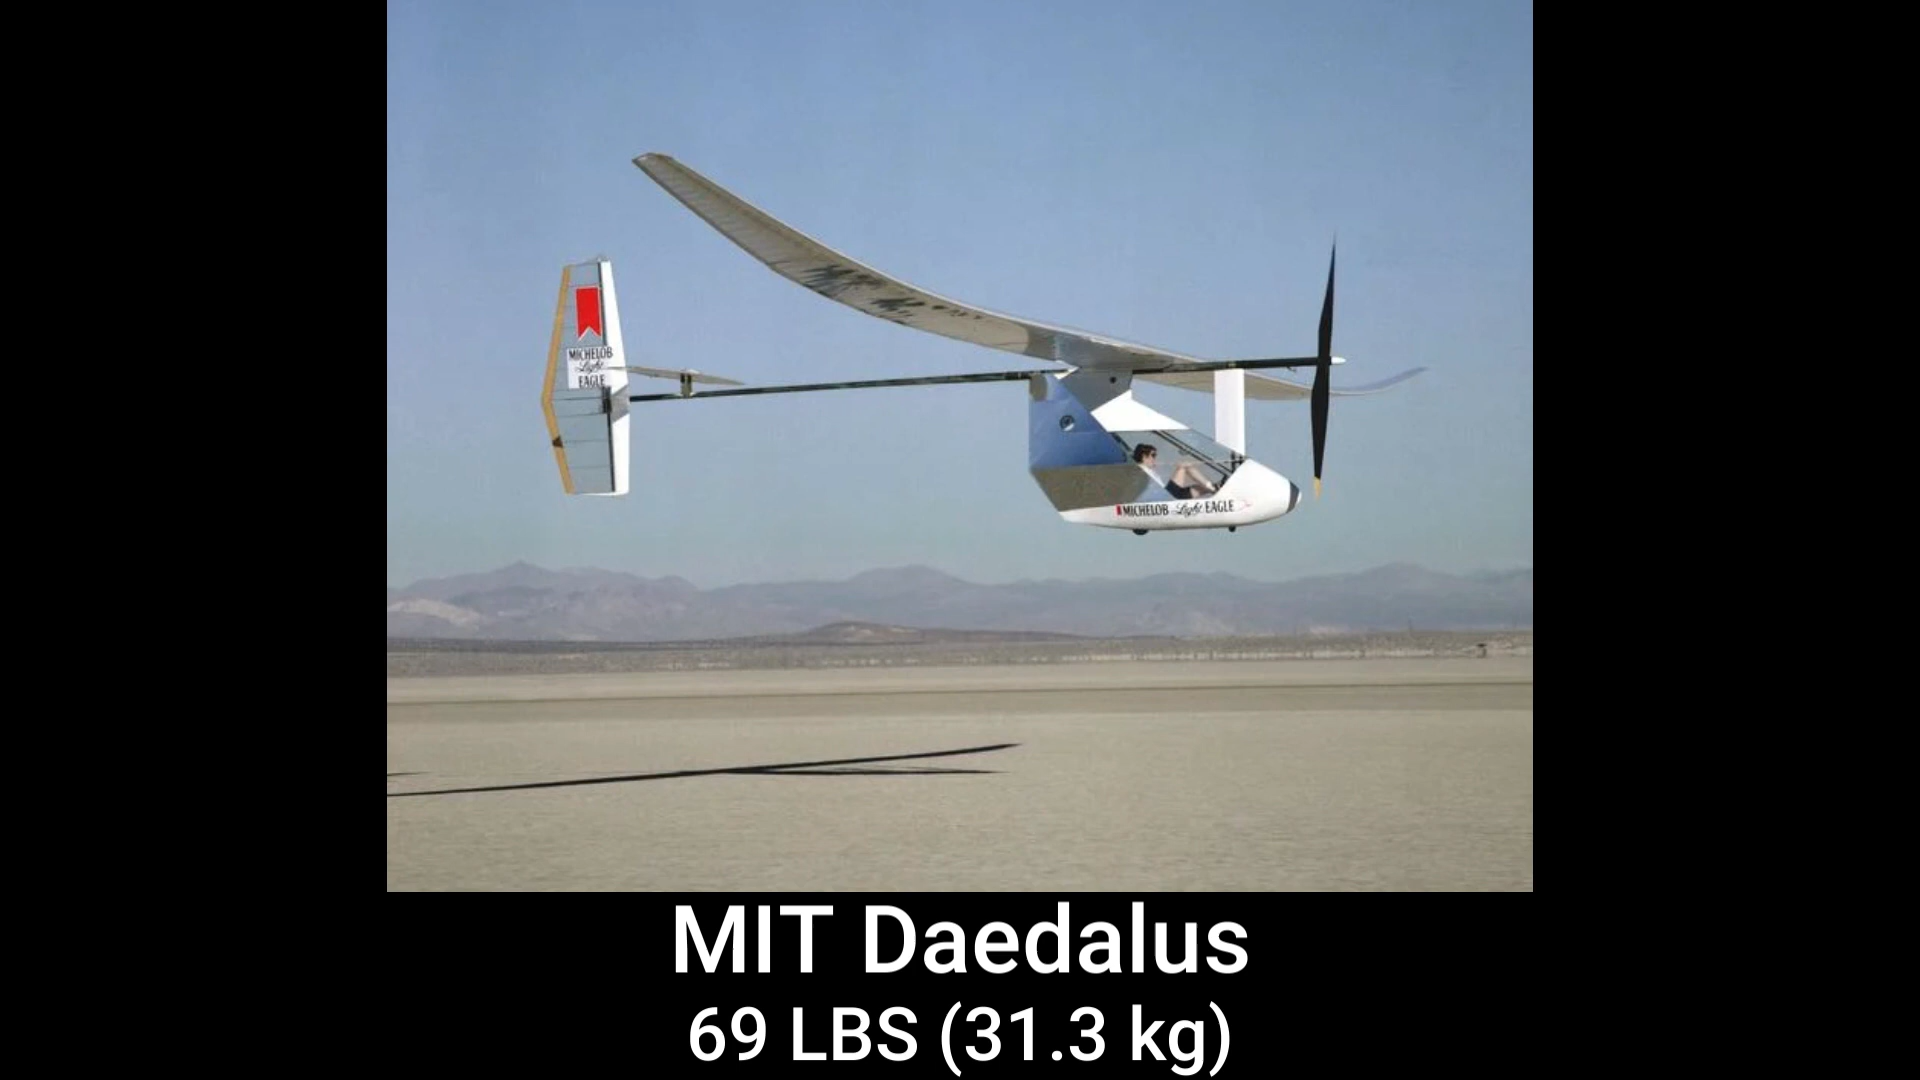 MICHELOB
Light
EAGLE
MICHELOB Light EAGLE
MIT Daedalus
69 LBS (31.3 kg)